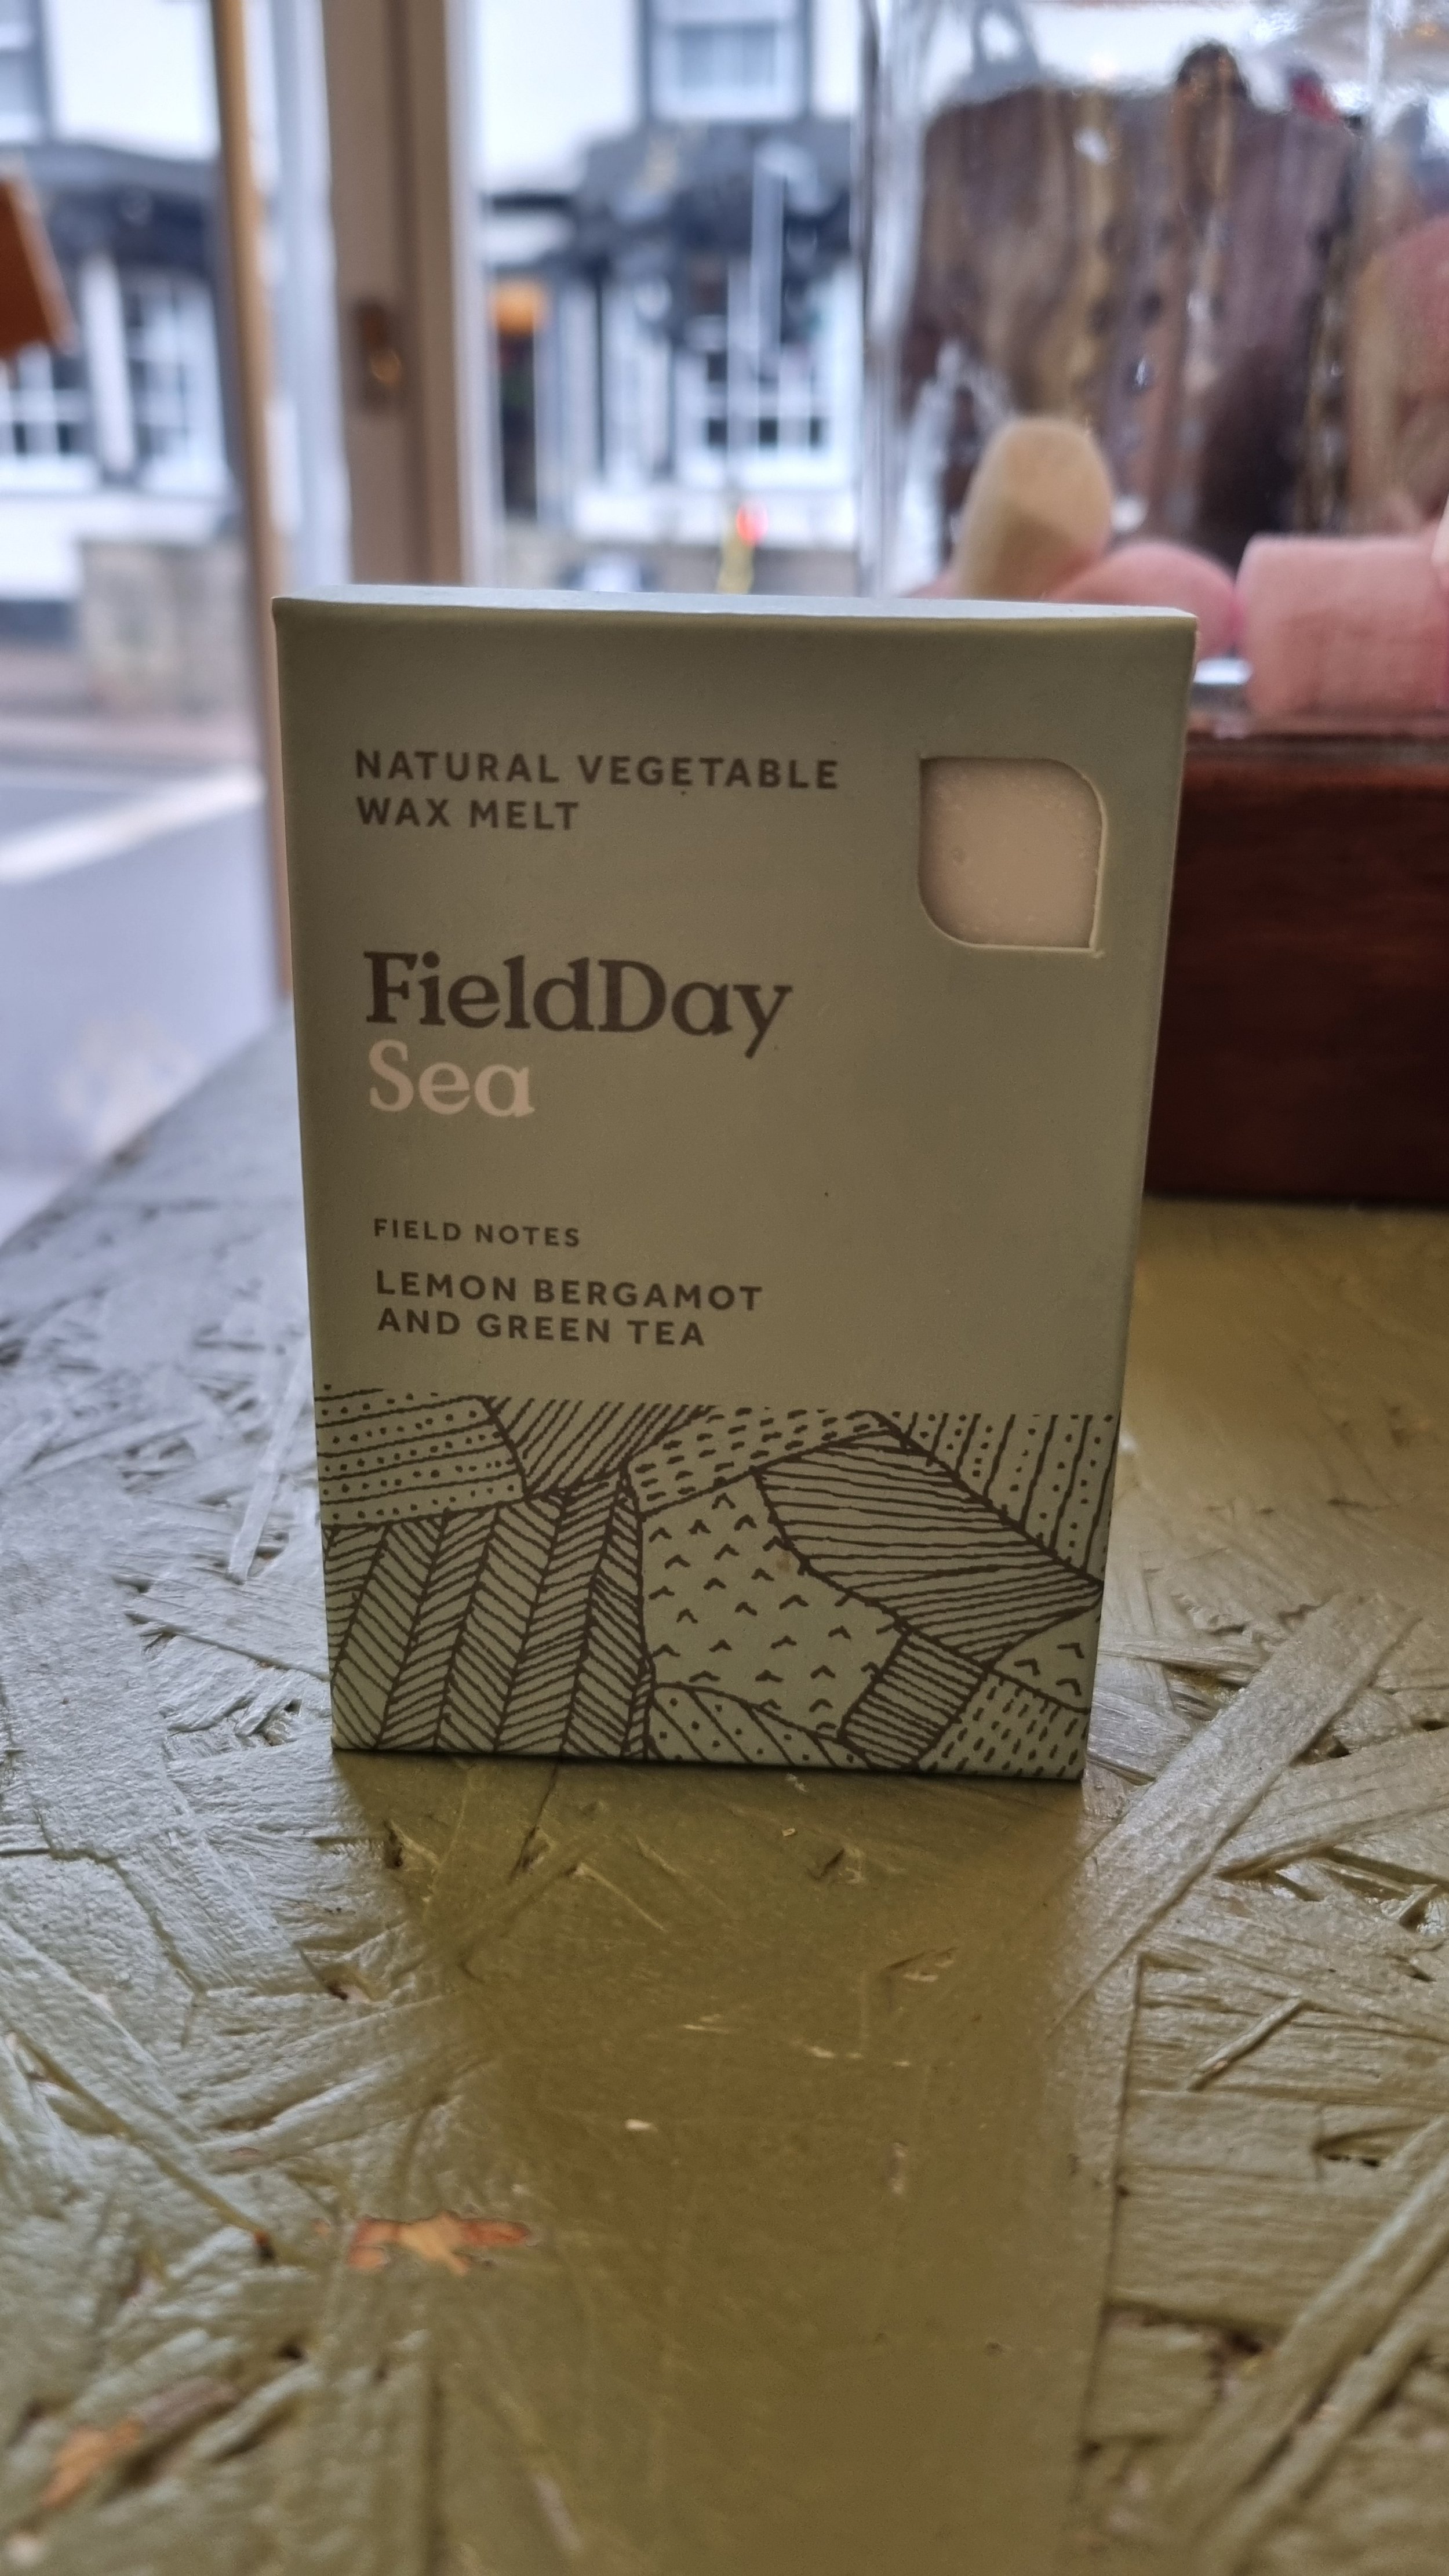 NATURAL VEGETABLE
WAX MELT
FieldDay
Sea
FIELD NOTES
LEMON BERGAMOT
AND GREEN TEA